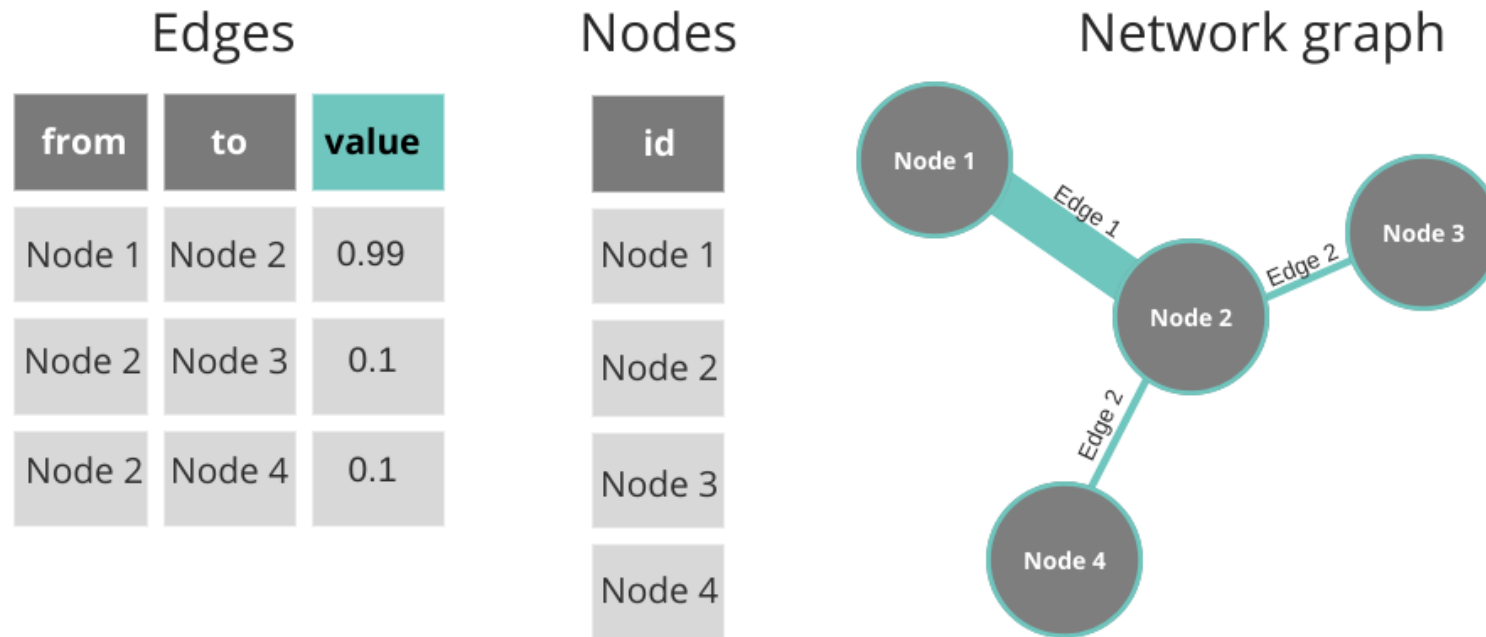 Edges
from to value
Node 1 Node 2 0.99
Node 2 Node 3 0.1
Node 2 Node 4 0.1
Nodes
id
Node 1
Node 2
Node 3
Node 4
Network graph
Node 1
Edge 1
Node 2
Edge 2
Node 3
Edge 2
Node 4